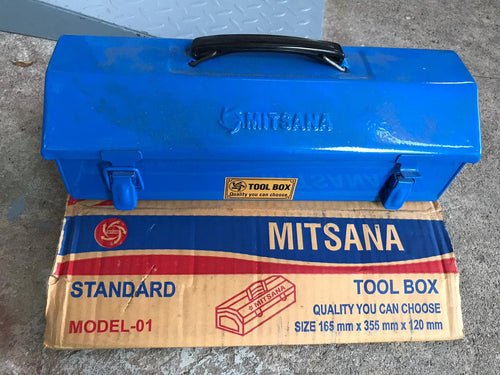 MITSANA
TOOL BOX
Quality you can choose.
MITSANA
STANDARD
TOOL BOX
MITSANA
QUALITY YOU CAN CHOOSE
MODEL-01
SIZE 165 mm x 355 mm x 120 mm